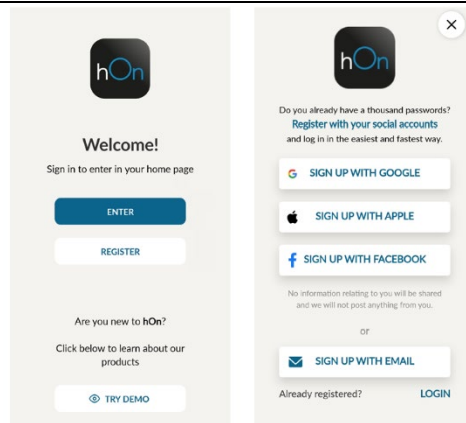 hOn
Welcome!
Sign in to enter in your home page
ENTER
REGISTER
Are you new to hOn?
Click below to learn about our
products
TRY DEMO
hOn
Do you already have a thousand passwords?
Register with your social accounts
and log in in the easiest and fastest way.
SIGN UP WITH GOOGLE
SIGN UP WITH APPLE
SIGN UP WITH FACEBOOK
No information relating to you will be shared
and we will not post anything from you.
or
SIGN UP WITH EMAIL
Already registered? LOGIN